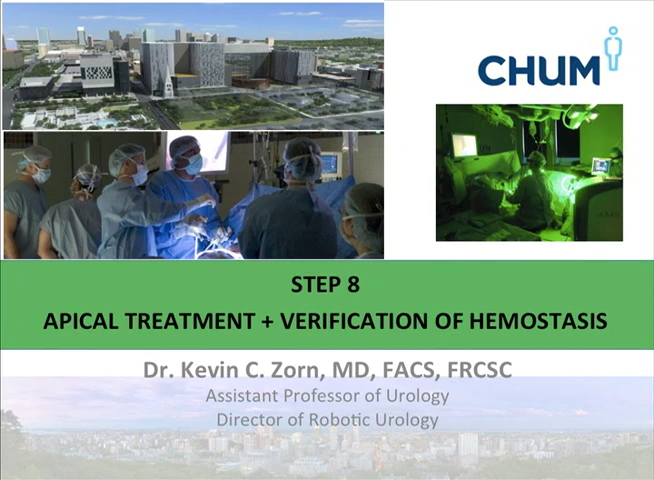 CHUM
STEP 8
APICAL TREATMENT + VERIFICATION OF HEMOSTASIS
Dr. Kevin C. Zorn, MD, FACS, FRCSC
Assistant Professor of Urology
Director of Robotic Urology